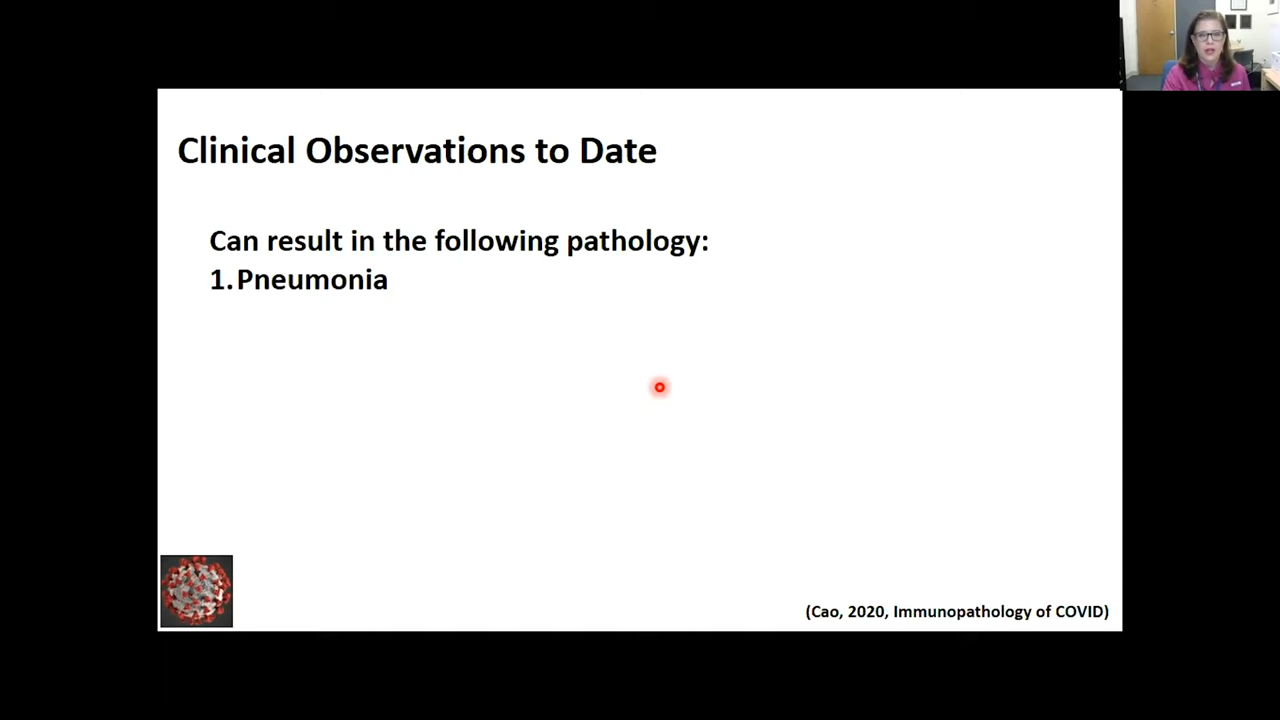 Clinical Observations to Date
Can result in the following pathology:
1.Pneumonia
(Cao, 2020, Immunopathology of COVID)